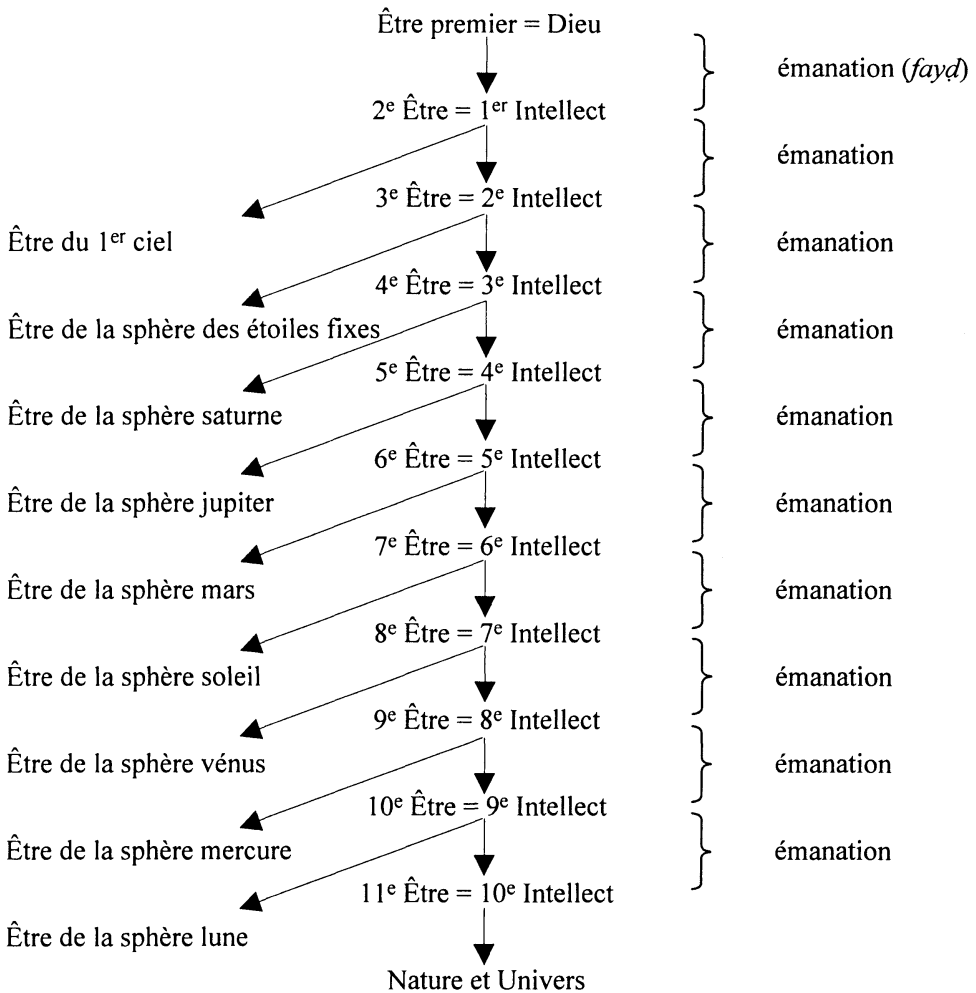 Être premier = Dieu
émanation (fayḍ)
2e Être = 1er Intellect
émanation
3e Être = 2e Intellect
Être du 1er ciel
émanation
4e Être = 3e Intellect
Être de la sphère des étoiles fixes
émanation
5e Être = 4e Intellect
Être de la sphère saturne
émanation
6e Être = 5e Intellect
Être de la sphère jupiter
émanation
7e Être = 6e Intellect
Être de la sphère mars
émanation
8e Être = 7e Intellect
Être de la sphère soleil
émanation
9e Être = 8e Intellect
Être de la sphère vénus
émanation
10e Être = 9e Intellect
Être de la sphère mercure
émanation
11e Être = 10e Intellect
Être de la sphère lune
Nature et Univers